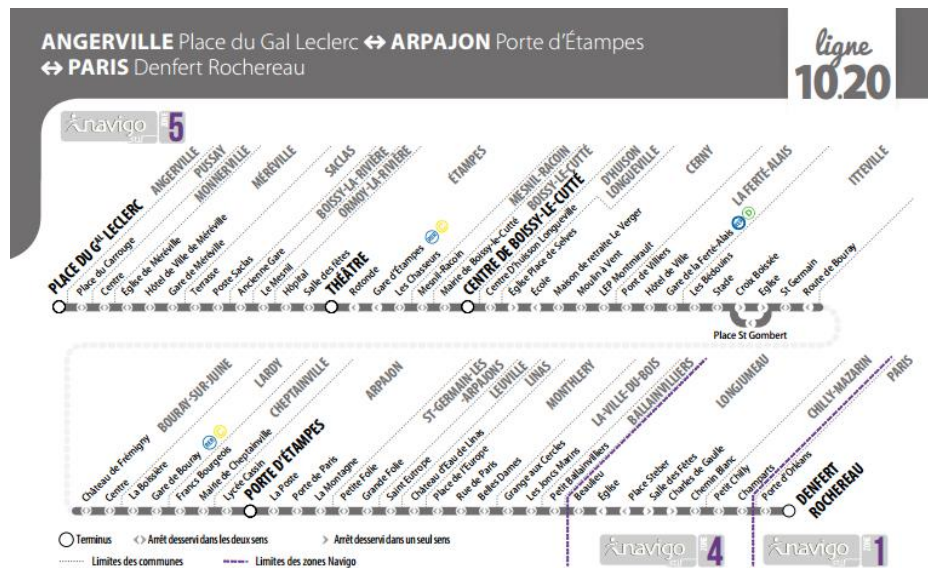 ANGERVILLE Place du Gal Leclerc ↔ ARPAJON Porte d'Étampes
↔ PARIS Denfert Rochereau
ligne
10.20
navigo
5
ANGERVILLE
PUSSAY
MONNERVILLE
MÉRÉVILLE
SACLAS
BOISSY-LA-RIVIÈRE
ORMOY-LA-RIVIÈRE
ÉTAMPES
MESNIL-RACOIN
BOISSY-LE-CUTTÉ
D'HUISON
LONGUEVILLE
CERNY
LA FERTÉ-ALAIS
ITTEVILLE
PLACE DU Gal LECLERC
Place du Carrouge
Centre
Église de Méréville
Hôtel de Ville de Méréville
Gare de Méréville
Terrasse
Poste Saclas
Ancienne Gare
Le Mesnil
Hôpital
Salle des fêtes
THÉÂTRE
Rotonde
Gare d'Étampes
RER C
Les Chasseurs
Mesnil-Racoin
Mairie de Boissy-le-Cutté
CENTRE DE BOISSY-LE-CUTTÉ
Centre D'huisson Longueville
Église Place de Selves
École
Maison de retraite Le Verger
Moulin à Vent
LEP Montmirault
Pont de Villiers
Hôtel de Ville
Gare de la Ferté-Alais
RER D
Les Bédouins
Stade
Croix Boissée
Eglise
St Germain
Route de Bouray
Place St Gombert
BOURAY-SUR-JUINE
LARDY
CHEPTAINVILLE
ARPAJON
ST-GERMAIN-LES
-ARPAJONS
LEUVILLE
LINAS
MONTHLERY
LA-VILLE-DU-BOIS
BALLAINVILLIERS
LONGJUMEAU
CHILLY-MAZARIN
PARIS
Château de Frémigny
Centre
La Boissière
Gare de Bouray
RER C
Francs Bourgeois
Mairie de Cheptainville
Lycée Cassin
PORTE D'ÉTAMPES
La Poste
Porte de Paris
La Montagne
Petite Folie
Grande Folie
Saint Eutrope
Château d'Eau de Linas
Place de l'Europe
Rue de Paris
Belles Dames
Grange aux Cercles
Les Joncs Marins
Petit Ballainvilliers
Beaulieu
Église
Place Steber
Salle des Fêtes
Charles de Gaulle
Chemin Blanc
Petit Chilly
Champarts
Porte d'Orléans
DENFERT
ROCHEREAU
Terminus
Arrêt desservi dans les deux sens
Arrêt desservi dans un seul sens
Limites des communes
Limites des zones Navigo
navigo
ZONE 4
navigo
ZONE 1